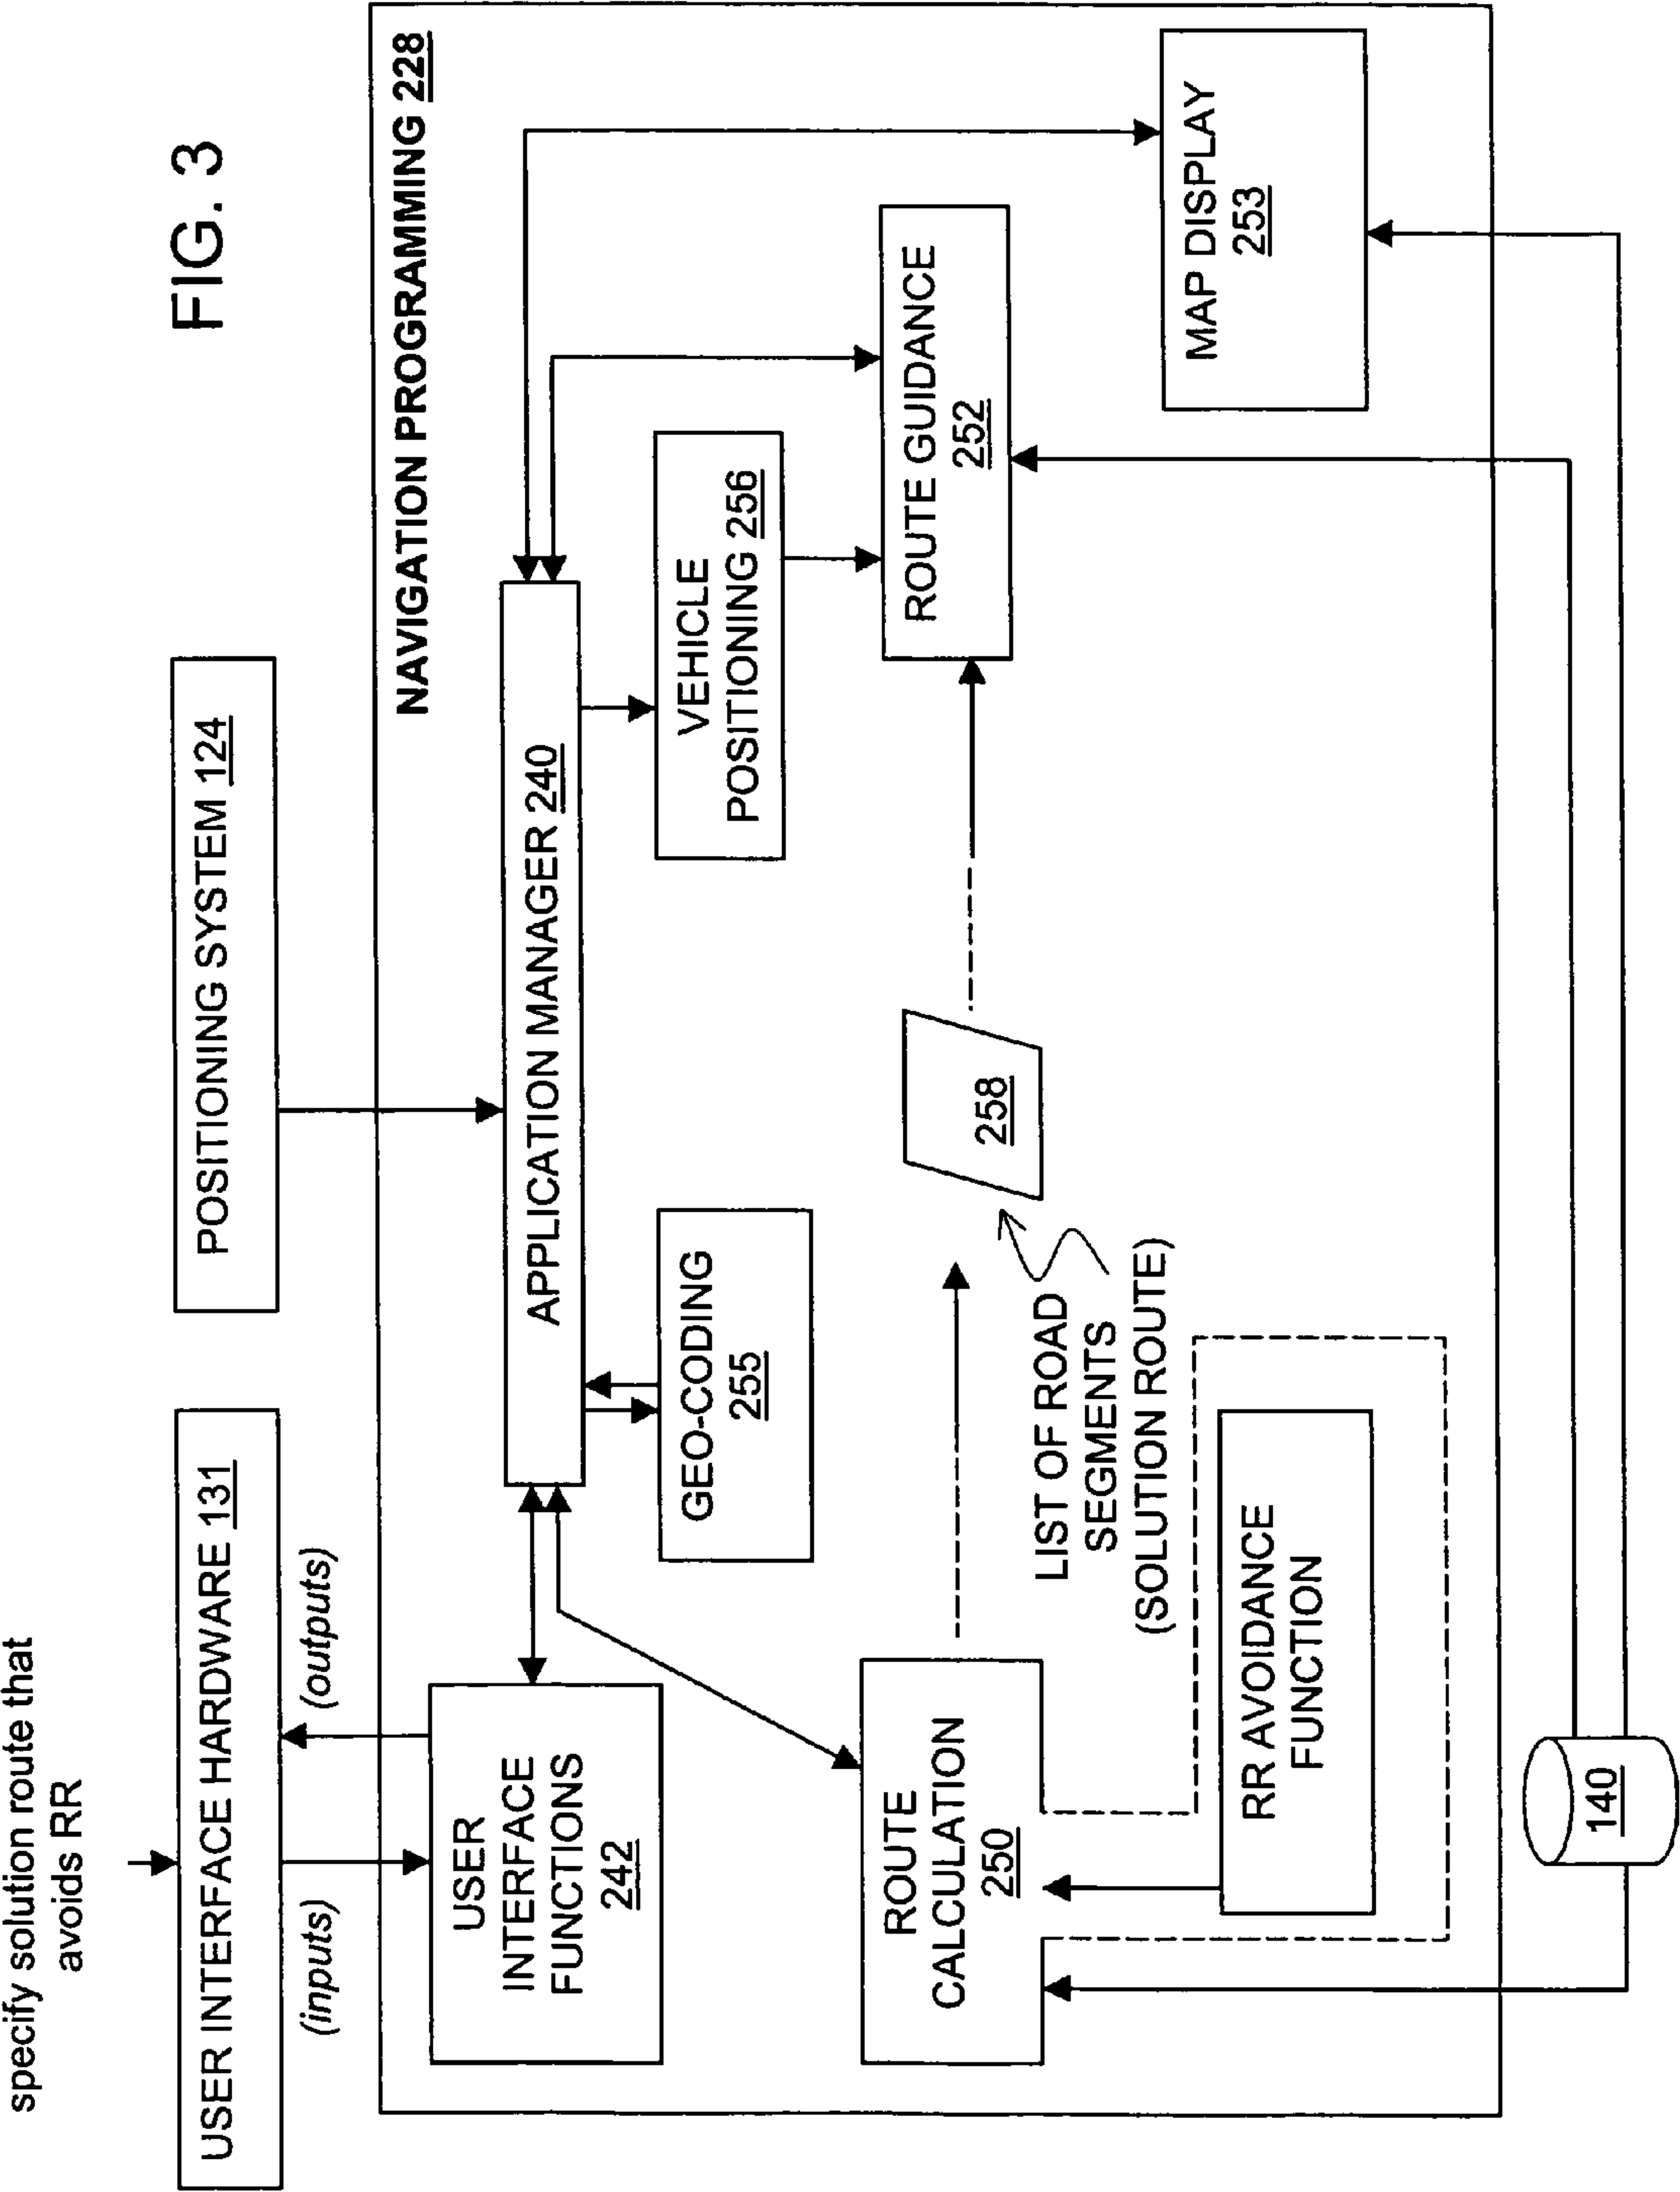 FIG. 3
specify solution route that
avoids RR
USER INTERFACE HARDWARE 131
POSITIONING SYSTEM 124
(inputs)
(outputs)
NAVIGATION PROGRAMMING 228
USER
INTERFACE
FUNCTIONS
242
APPLICATION MANAGER 240
GEO-CODING
255
VEHICLE
POSITIONING 256
ROUTE
CALCULATION
250
258
ROUTE GUIDANCE
252
LIST OF ROAD
SEGMENTS
(SOLUTION ROUTE)
MAP DISPLAY
253
RR AVOIDANCE
FUNCTION
140